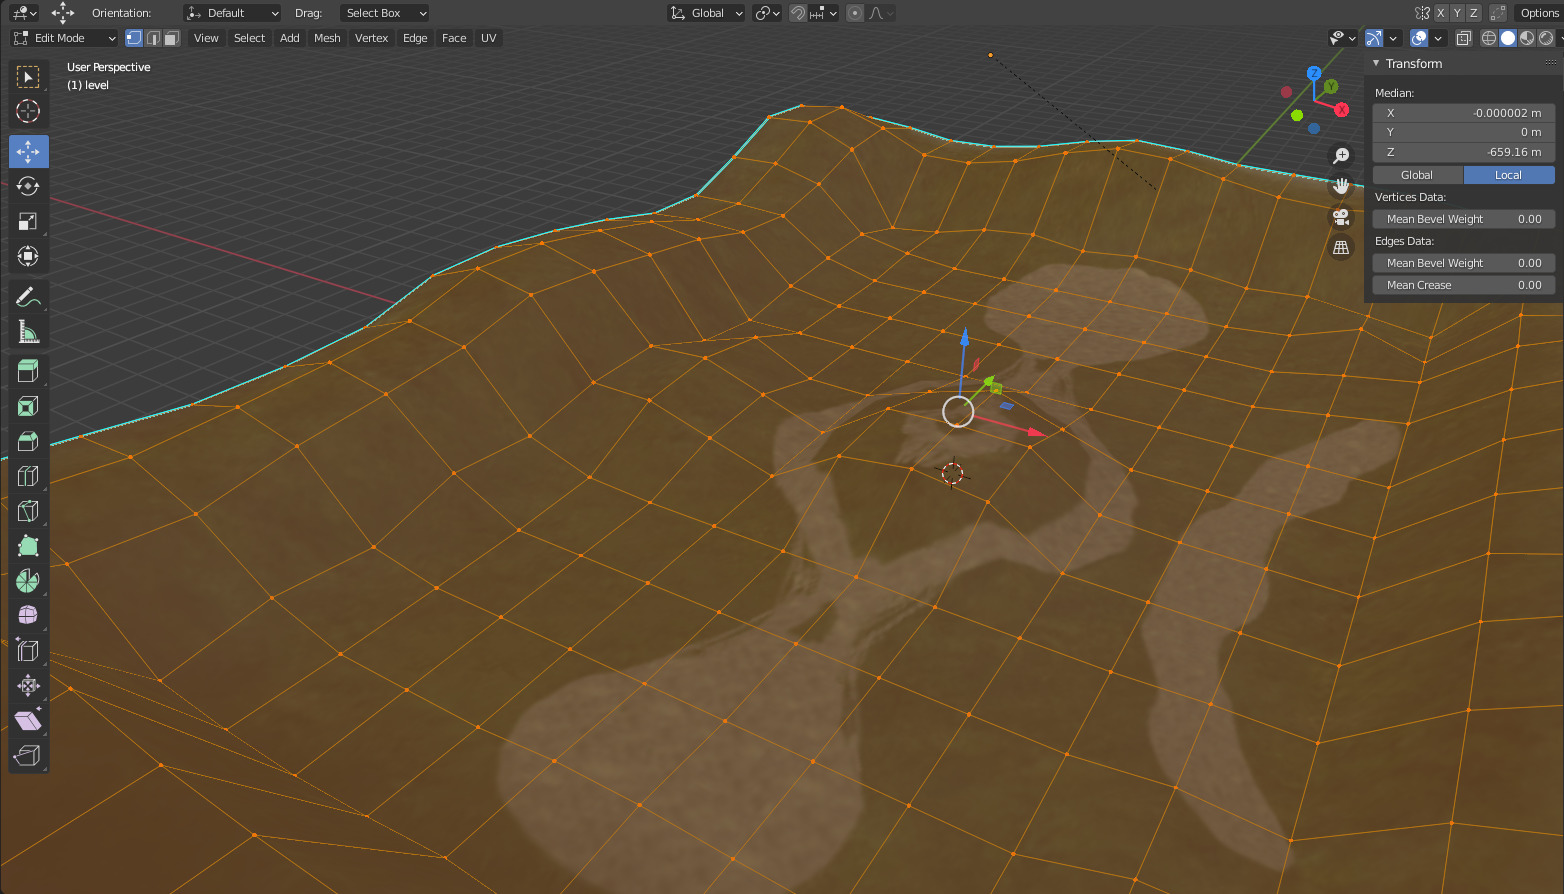 Orientation: Default Drag: Select Box Global X Y Z Options
Edit Mode View Select Add Mesh Vertex Edge Face UV
User Perspective
(1) level
Z
Y
X
Transform
Median:
X -0.000002 m
Y 0 m
Z -659.16 m
Global Local
Vertices Data:
Mean Bevel Weight 0.00
Edges Data:
Mean Bevel Weight 0.00
Mean Crease 0.00